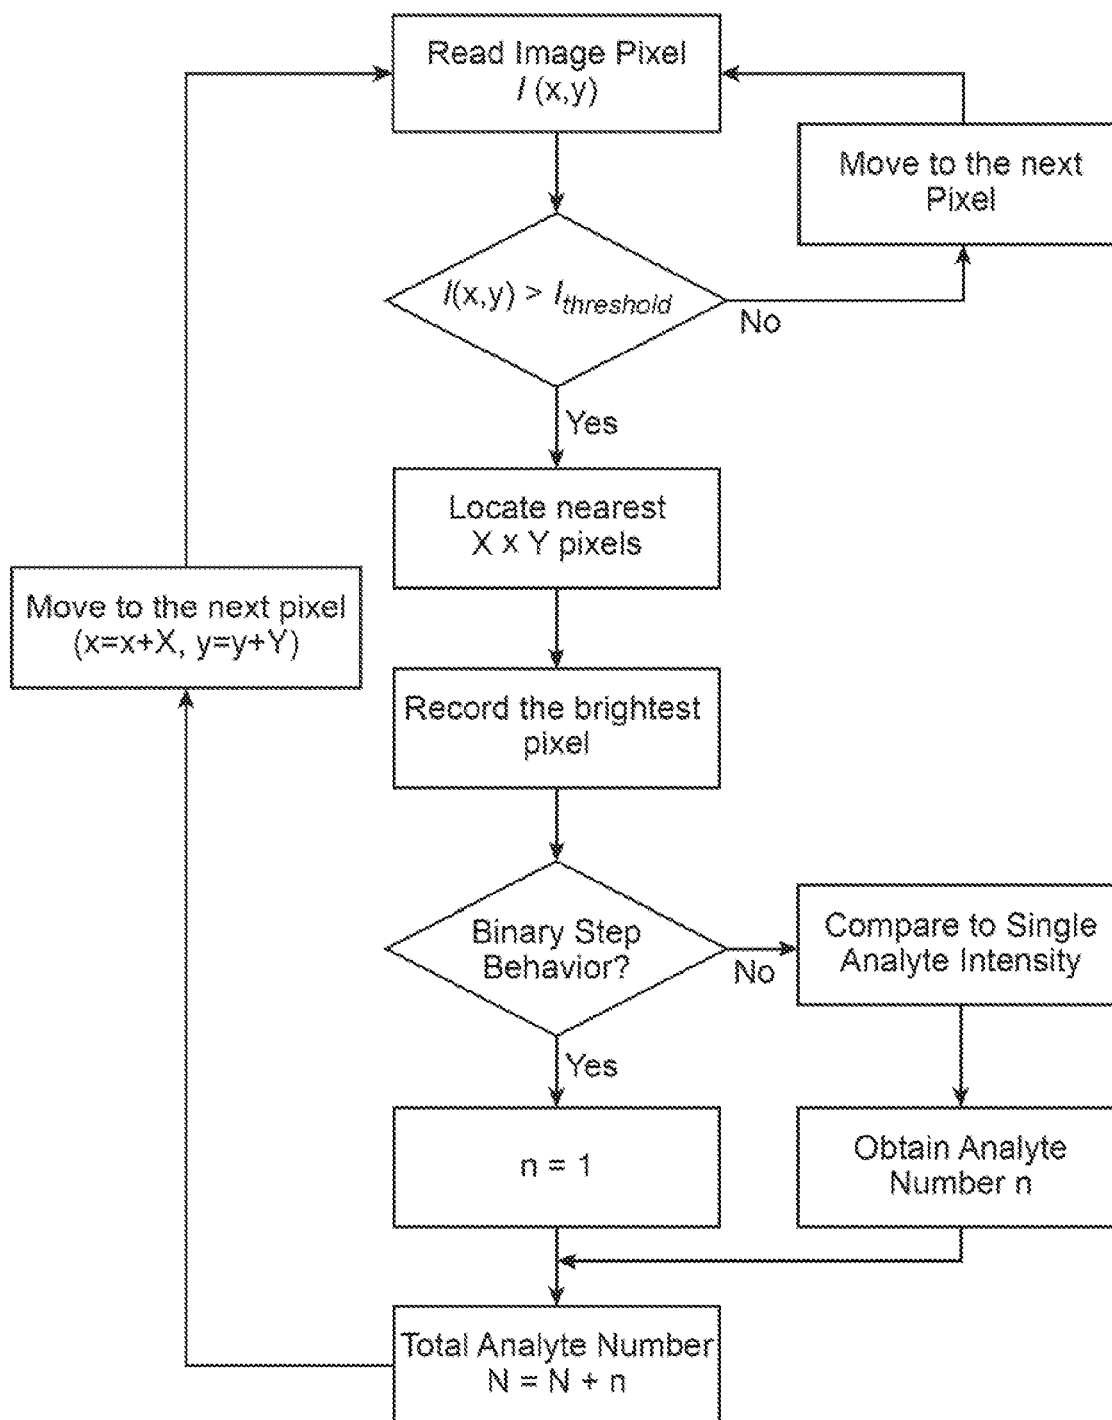 Read Image Pixel
I (x,y)
Move to the next
Pixel
I(x,y) > Ithreshold
No
Yes
Locate nearest
X x Y pixels
Move to the next pixel
(x=x+X, y=y+Y)
Record the brightest
pixel
Binary Step
Behavior?
No
Compare to Single
Analyte Intensity
Yes
n = 1
Obtain Analyte
Number n
Total Analyte Number
N = N + n